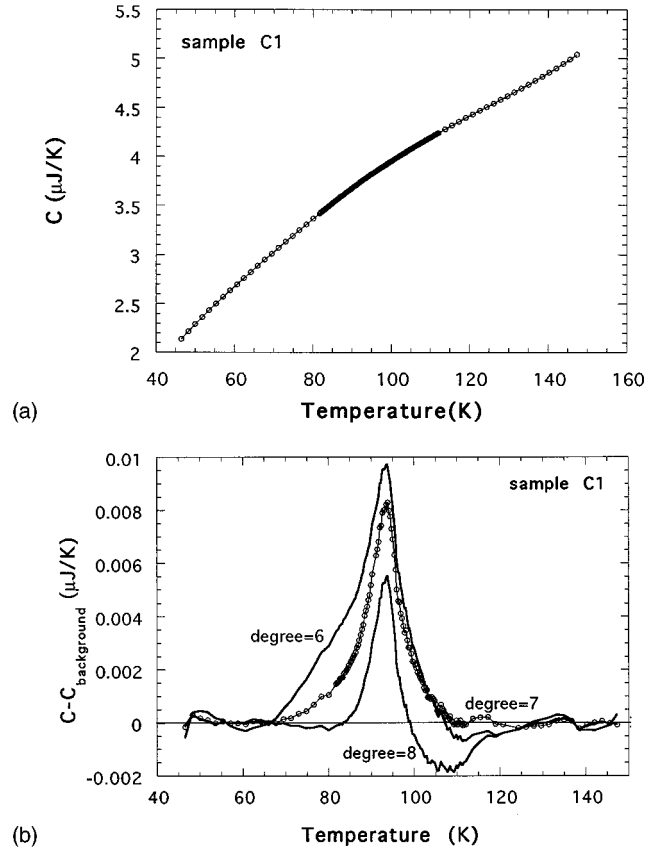 5.5
sample C1
5
4.5
4
3.5
3
2.5
2
C (μJ/K)
40 60 80 100 120 140 160
Temperature(K)
(a)
0.01
sample C1
0.008
0.006
0.004
0.002
0
-0.002
C-Cbackground (μJ/K)
degree=6
degree=7
degree=8
40 60 80 100 120 140
Temperature (K)
(b)